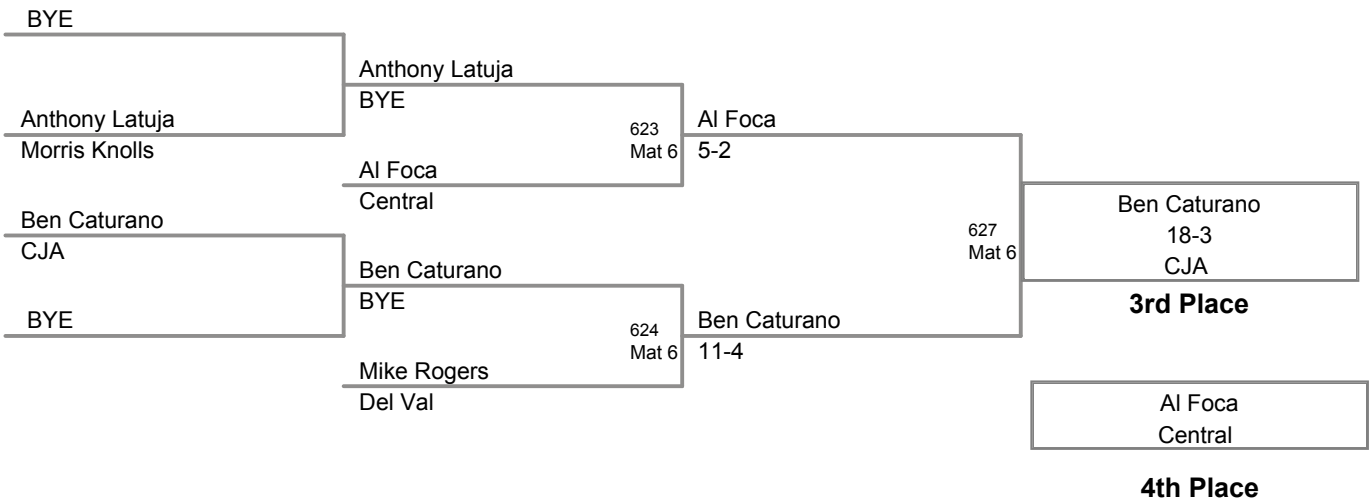 BYE
Anthony Latuja
BYE
Anthony Latuja
Morris Knolls
623
Mat 6
Al Foca
5-2
Al Foca
Central
Ben Caturano
CJA
Ben Caturano
BYE
BYE
627
Mat 6
Ben Caturano
18-3
CJA
3rd Place
624
Mat 6
Ben Caturano
11-4
Mike Rogers
Del Val
Al Foca
Central
4th Place